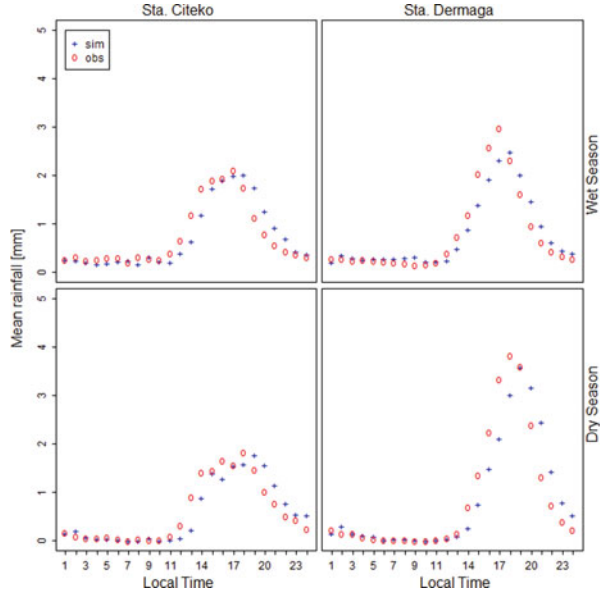 Sta. Citeko
Sta. Dermaga
+ sim
o obs
5
4
3
2
1
0
Wet Season
Mean rainfall [mm]
5
4
3
2
1
0
Dry Season
1 3 5 7 9 11 14 17 20 23
1 3 5 7 9 11 14 17 20 23
Local Time
Local Time